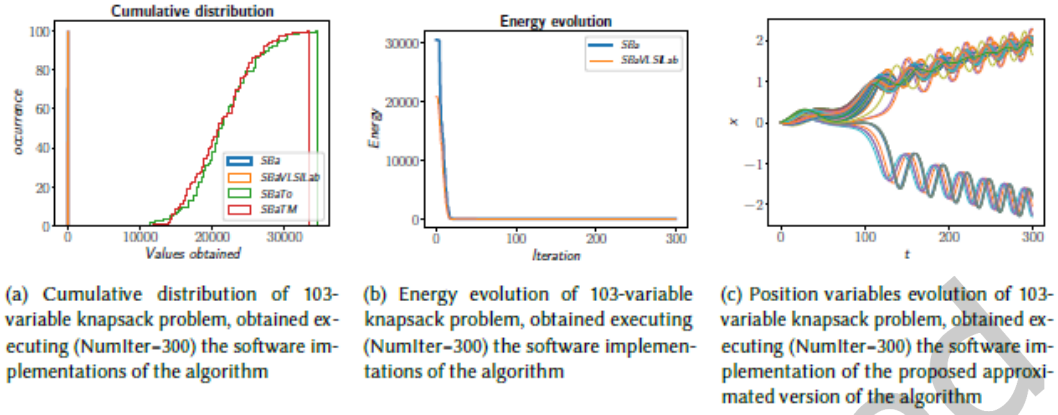 Cumulative distribution
100
80
60
40
20
0
occurrence
SBa
SBaVLSILab
SBaTo
SBaTM
0 10000 20000 30000
Values obtained
Energy evolution
30000
20000
10000
0
Energy
SBa
SBaVLSILab
0 100 200 300
Iteration
2
1
0
−1
−2
x
0 100 200 300
t
(a) Cumulative distribution of 103-
variable knapsack problem, obtained ex-
ecuting (NumIter=300) the software im-
plementations of the algorithm
(b) Energy evolution of 103-variable
knapsack problem, obtained executing
(NumIter=300) the software implemen-
tations of the algorithm
(c) Position variables evolution of 103-
variable knapsack problem, obtained ex-
ecuting (NumIter=300) the software im-
plementation of the proposed approxi-
mated version of the algorithm